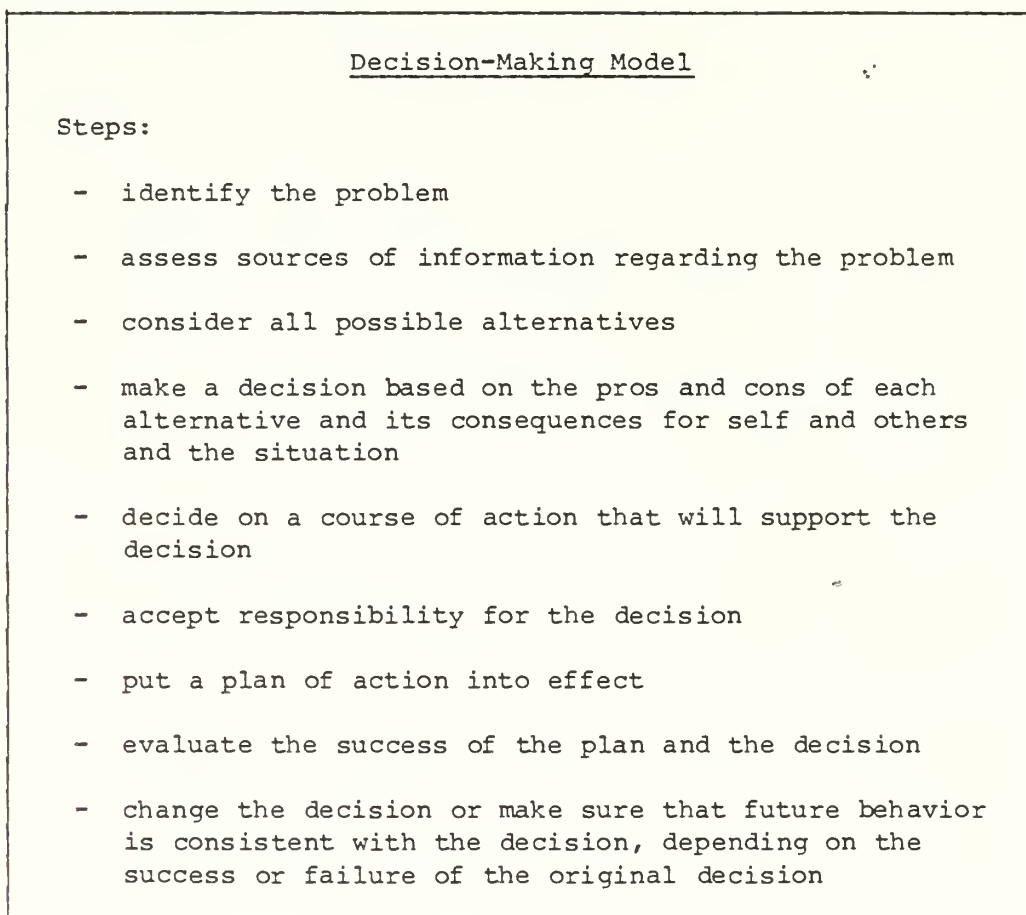 Decision-Making Model
Steps:
- identify the problem
- assess sources of information regarding the problem
- consider all possible alternatives
- make a decision based on the pros and cons of each
alternative and its consequences for self and others
and the situation
- decide on a course of action that will support the
decision
- accept responsibility for the decision
- put a plan of action into effect
- evaluate the success of the plan and the decision
- change the decision or make sure that future behavior
is consistent with the decision, depending on the
success or failure of the original decision